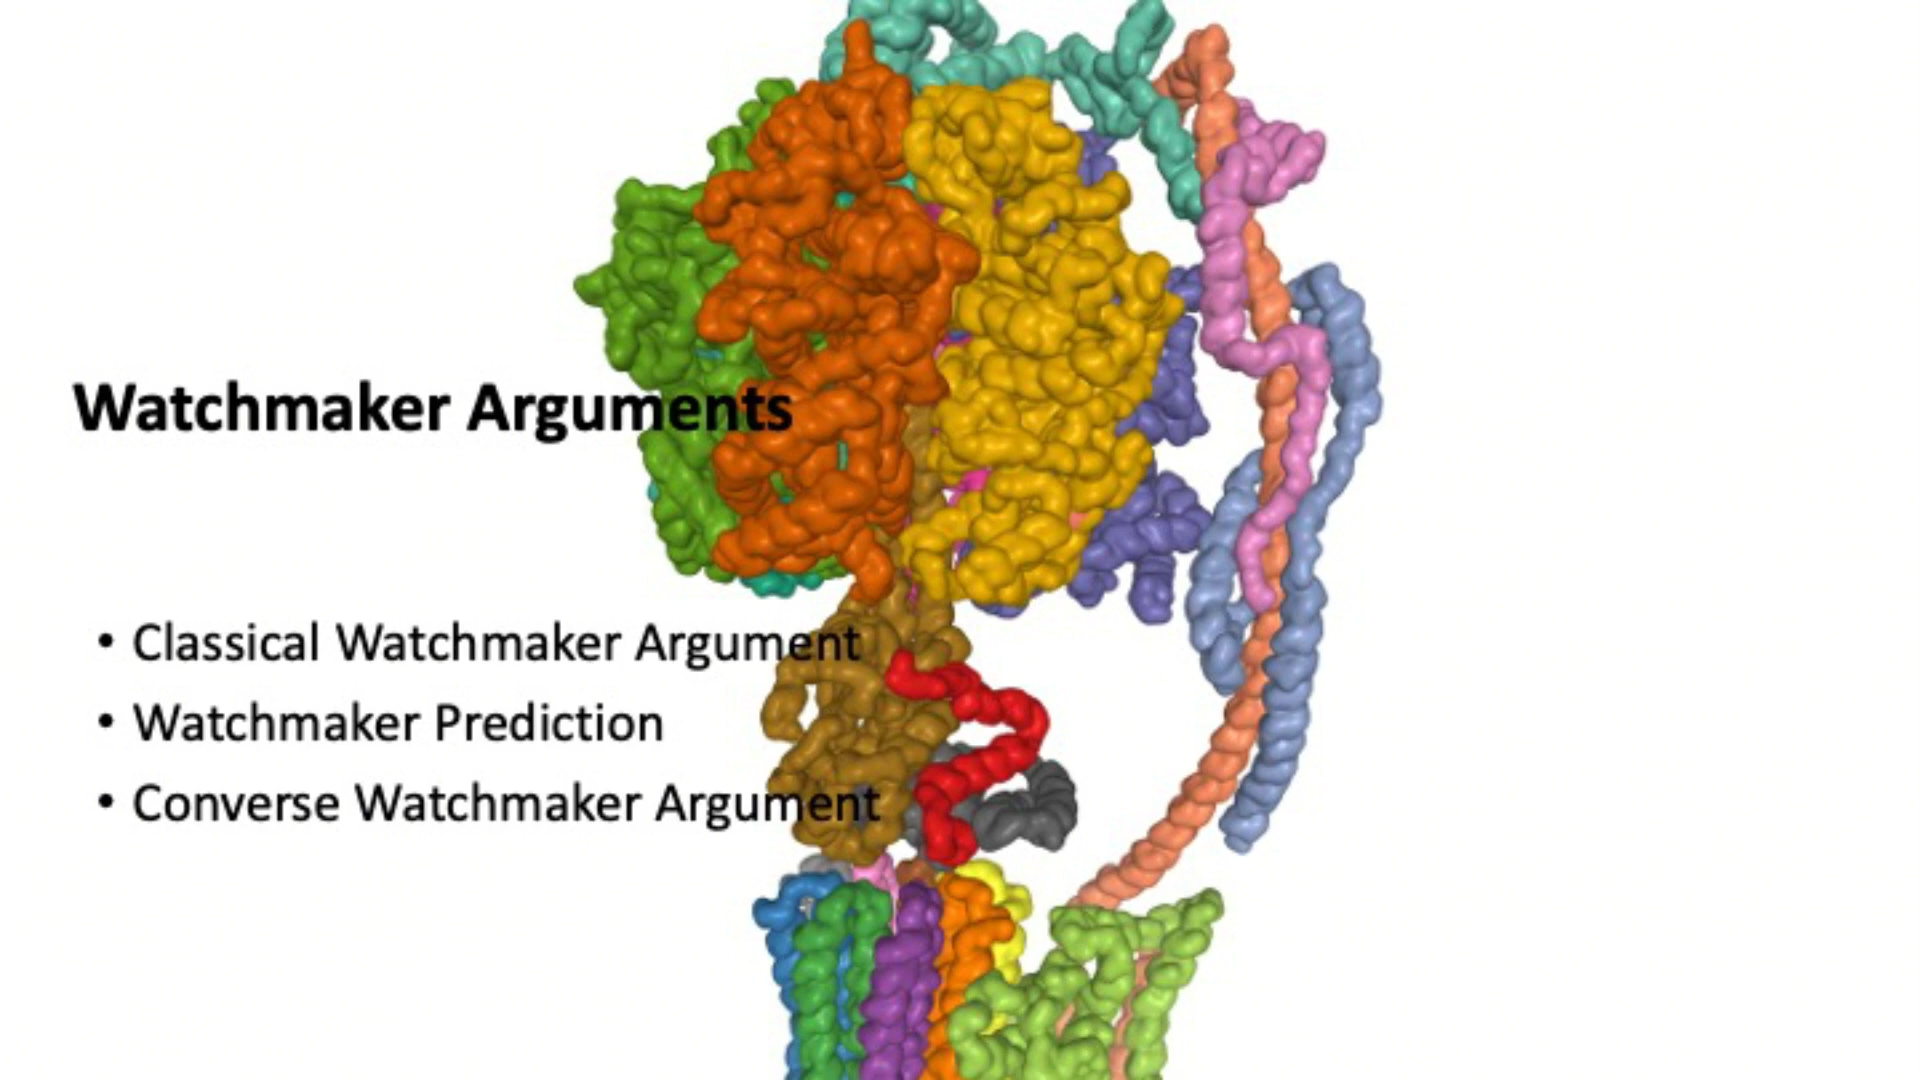 Watchmaker Arguments
• Classical Watchmaker Argument
• Watchmaker Prediction
• Converse Watchmaker Argument